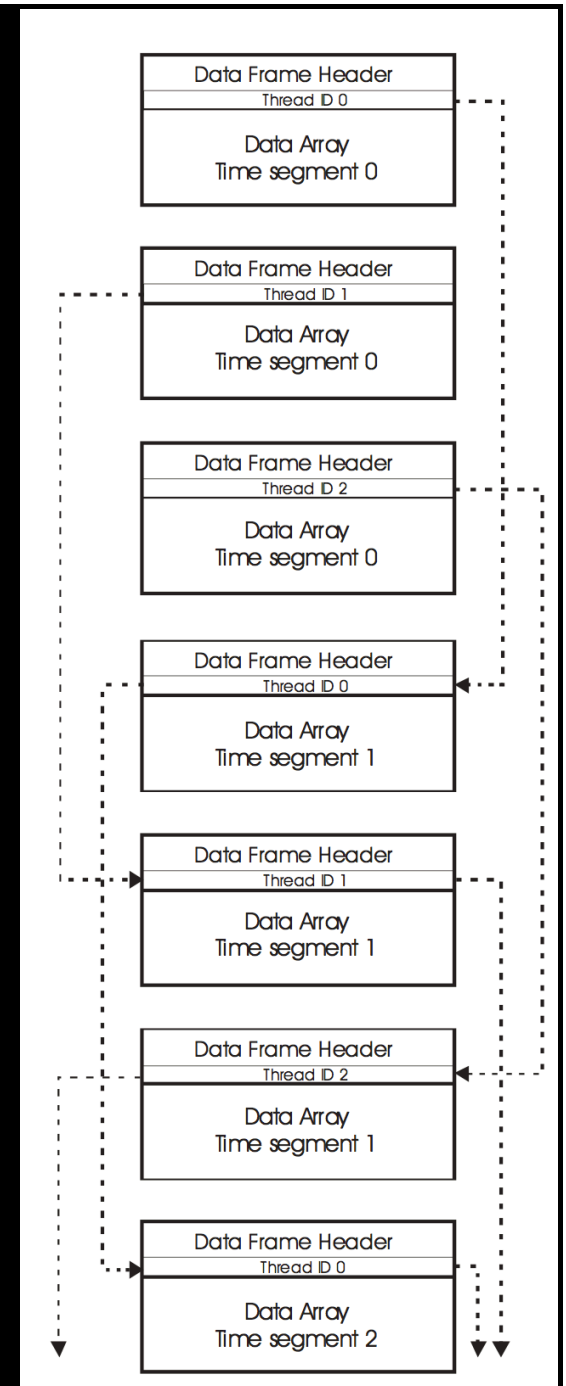 Data Frame Header
Thread ID 0
Data Array
Time segment 0
Data Frame Header
Thread ID 1
Data Array
Time segment 0
Data Frame Header
Thread ID 2
Data Array
Time segment 0
Data Frame Header
Thread ID 0
Data Array
Time segment 1
Data Frame Header
Thread ID 1
Data Array
Time segment 1
Data Frame Header
Thread ID 2
Data Array
Time segment 1
Data Frame Header
Thread ID 0
Data Array
Time segment 2